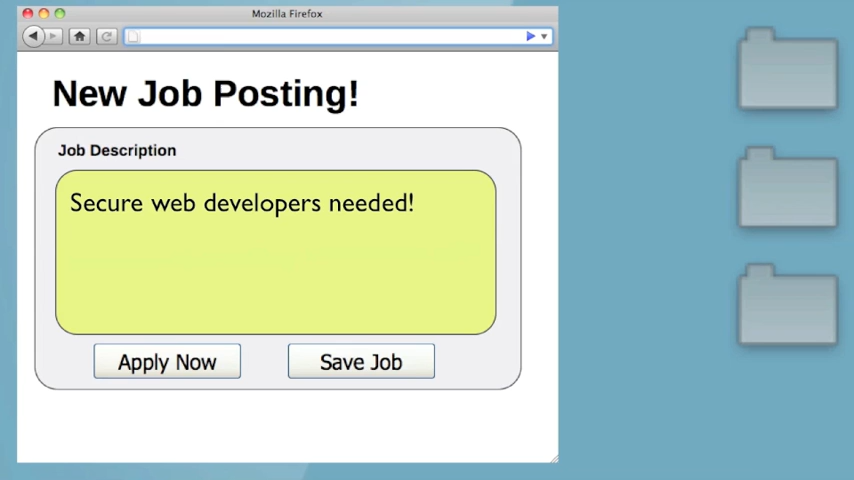 Mozilla Firefox
New Job Posting!
Job Description
Secure web developers needed!
Apply Now
Save Job